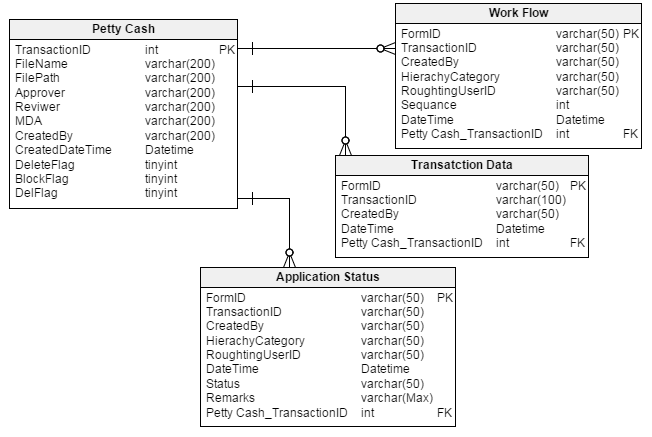 Petty Cash
TransactionID int PK
FileName varchar(200)
FilePath varchar(200)
Approver varchar(200)
Reviwer varchar(200)
MDA varchar(200)
CreatedBy varchar(200)
CreatedDateTime Datetime
DeleteFlag tinyint
BlockFlag tinyint
DelFlag tinyint
Work Flow
FormID varchar(50) PK
TransactionID varchar(50)
CreatedBy varchar(50)
HierachyCategory varchar(50)
RoughtingUserID varchar(50)
Sequance int
DateTime Datetime
Petty Cash_TransactionID int FK
Transatction Data
FormID varchar(50) PK
TransactionID varchar(100)
CreatedBy varchar(50)
DateTime Datetime
Petty Cash_TransactionID int FK
Application Status
FormID varchar(50) PK
TransactionID varchar(50)
CreatedBy varchar(50)
HierachyCategory varchar(50)
RoughtingUserID varchar(50)
DateTime Datetime
Status varchar(50)
Remarks varchar(Max)
Petty Cash_TransactionID int FK